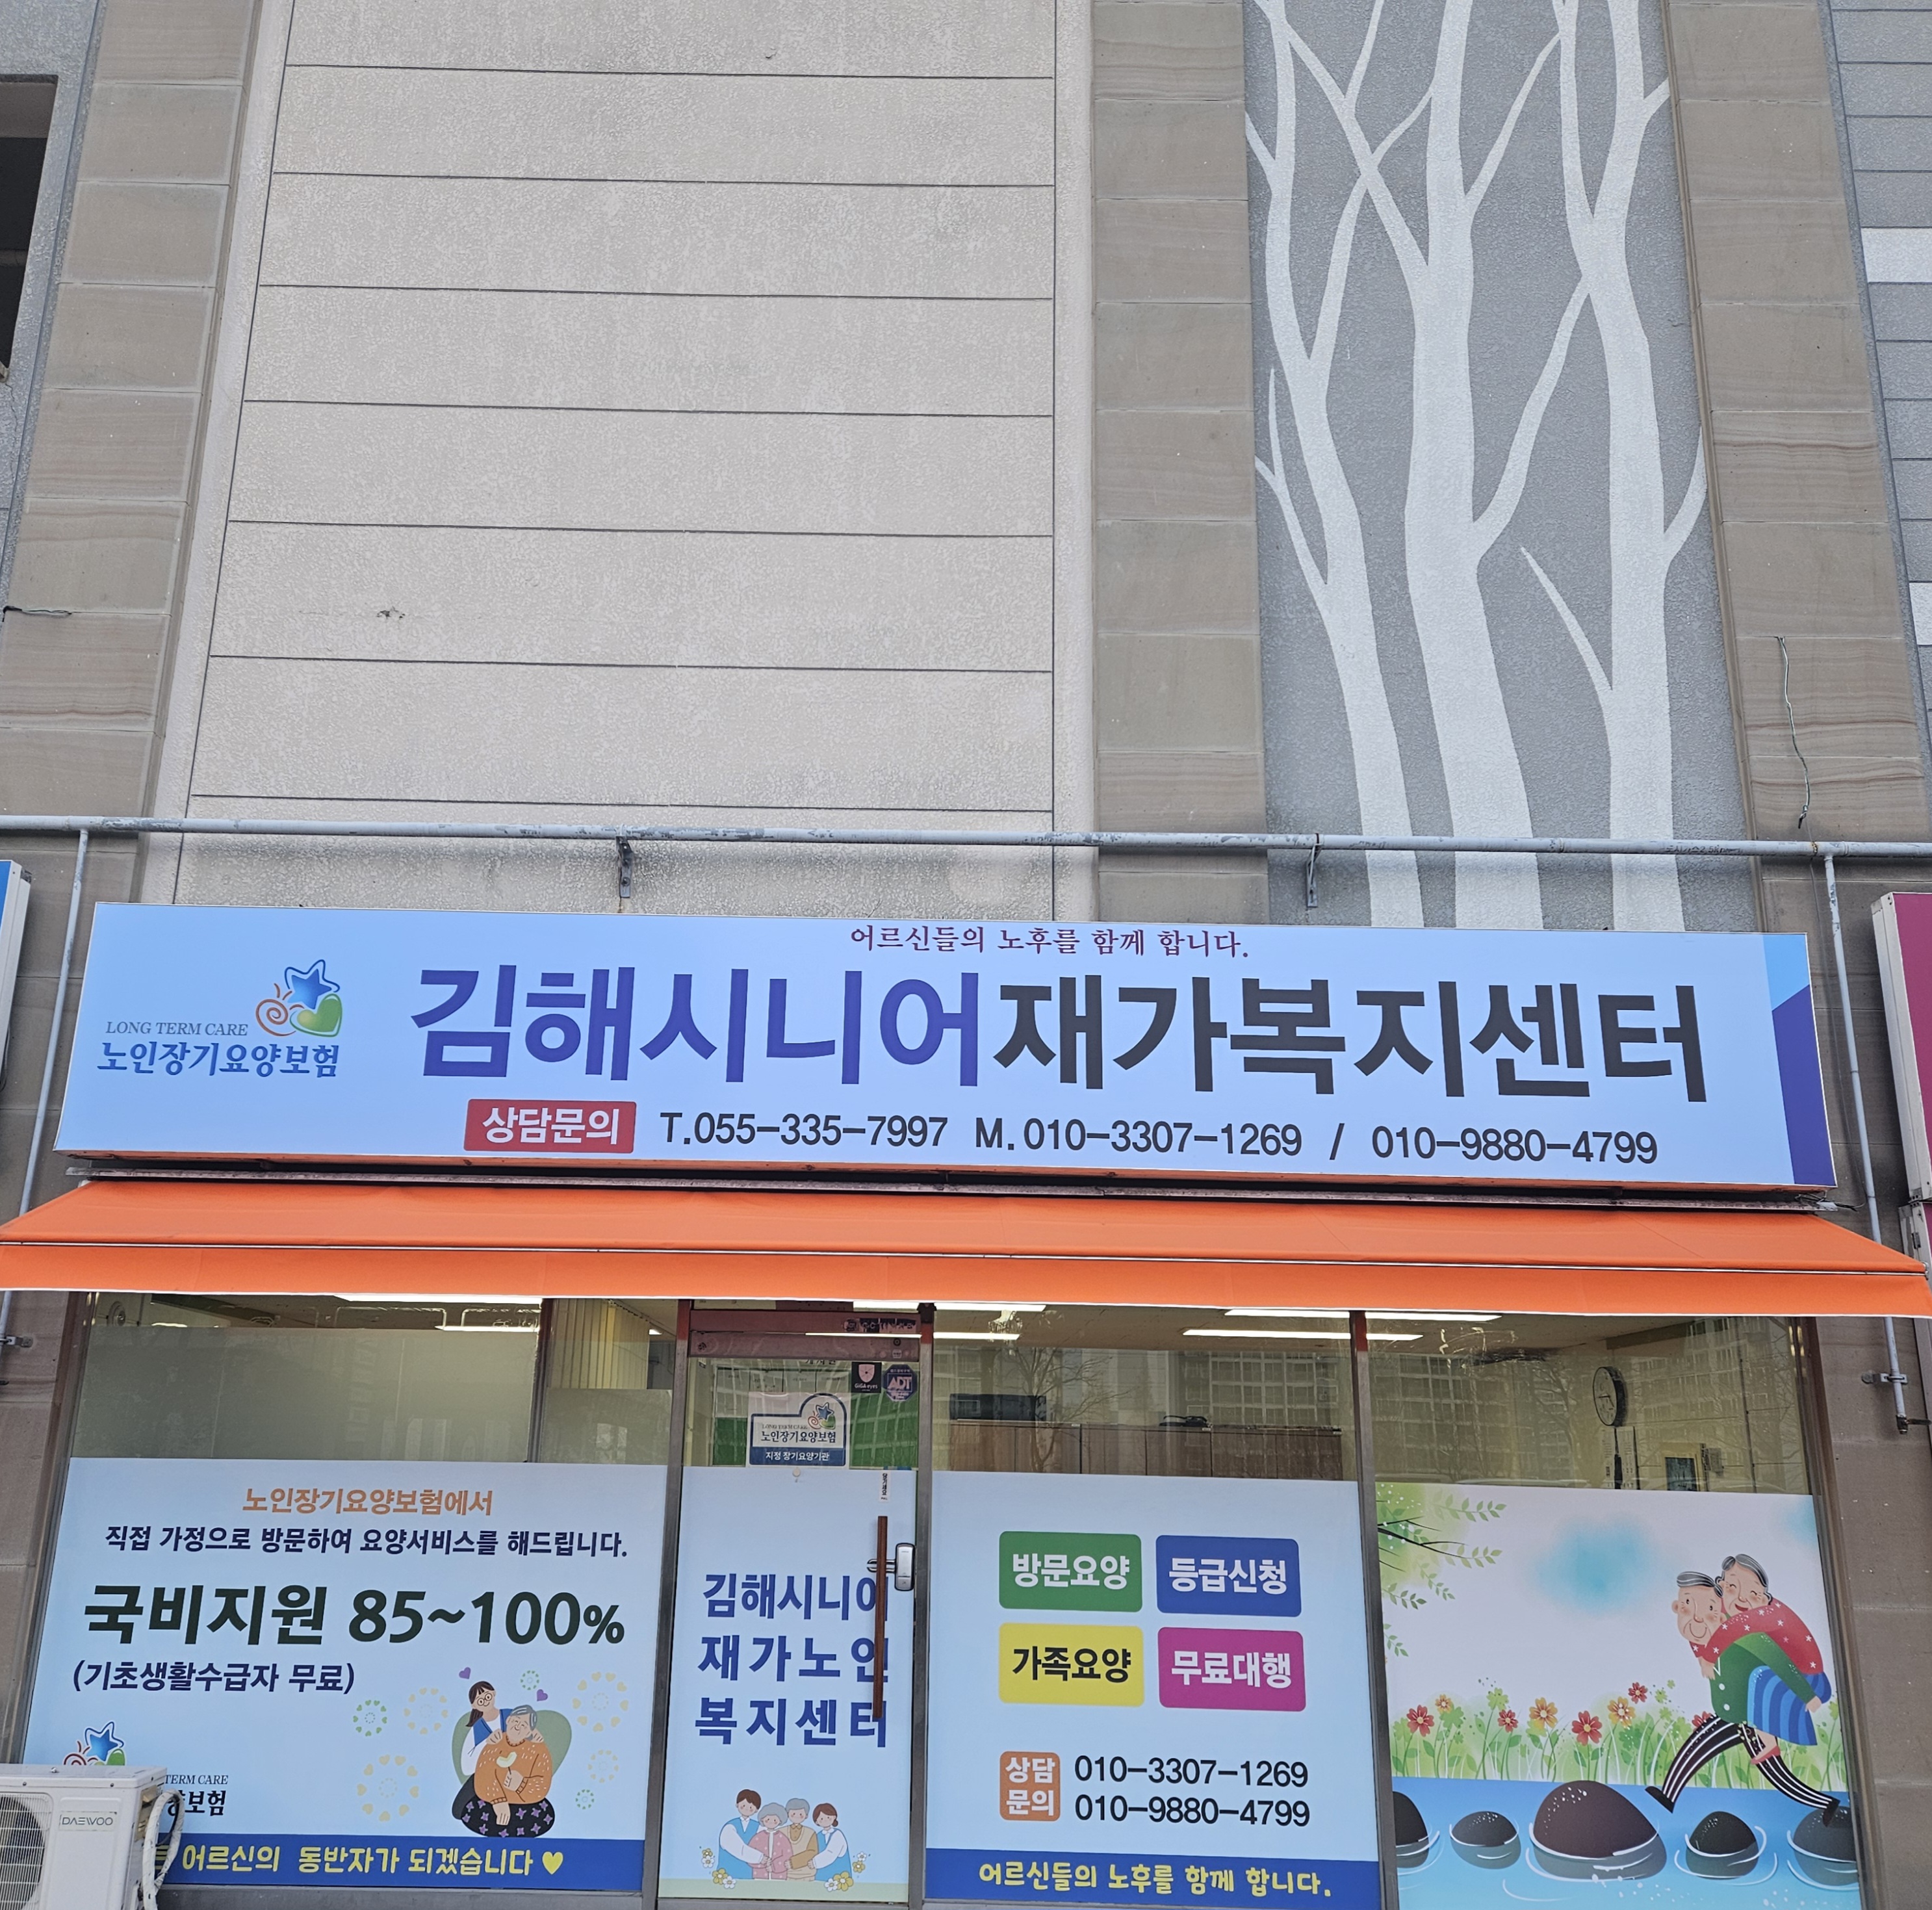 어르신들의 노후를 함께 합니다.
LONG TERM CARE
노인장기요양보험
김해시니어재가복지센터
상담문의 T.055-335-7997 M.010-3307-1269 / 010-9880-4799
GiGA eyes
ADT
노인장기요양보험
지정 장기요양기관
노인장기요양보험에서
직접 가정으로 방문하여 요양서비스를 해드립니다.
국비지원 85~100%
(기초생활수급자 무료)
TERM CARE
양보험
어르신의 동반자가 되겠습니다
DAEWOO
김해시니어
재가노인
복지센터
방문요양 등급신청
가족요양 무료대행
상담
문의
010-3307-1269
010-9880-4799
어르신들의 노후를 함께 합니다.